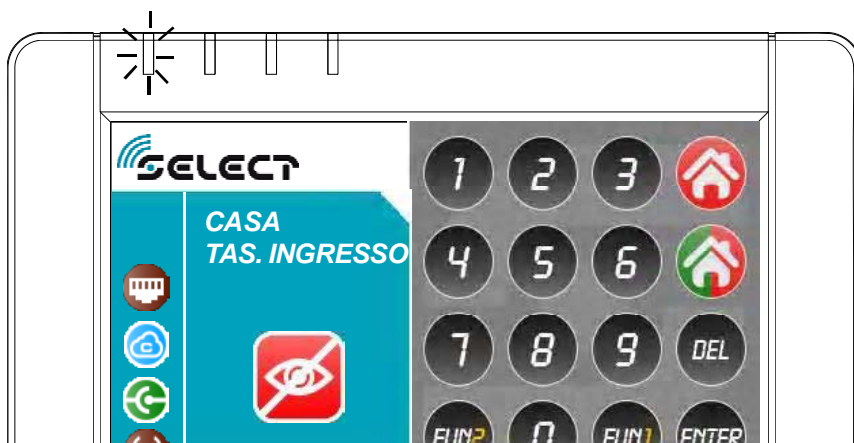 SELECT
CASA
TAS. INGRESSO
1 2 3
4 5 6
7 8 9 DEL
FUN2 0 FUN1 ENTER